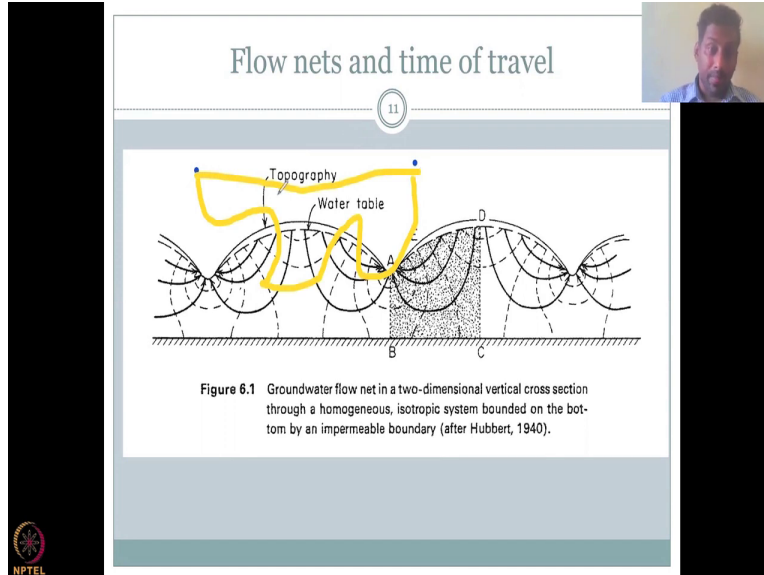 Flow nets and time of travel
11
Topography
Water table
D
E
A
B
C
Figure 6.1 Groundwater flow net in a two-dimensional vertical cross section
through a homogeneous, isotropic system bounded on the bot-
tom by an impermeable boundary (after Hubbert, 1940).
NPTEL